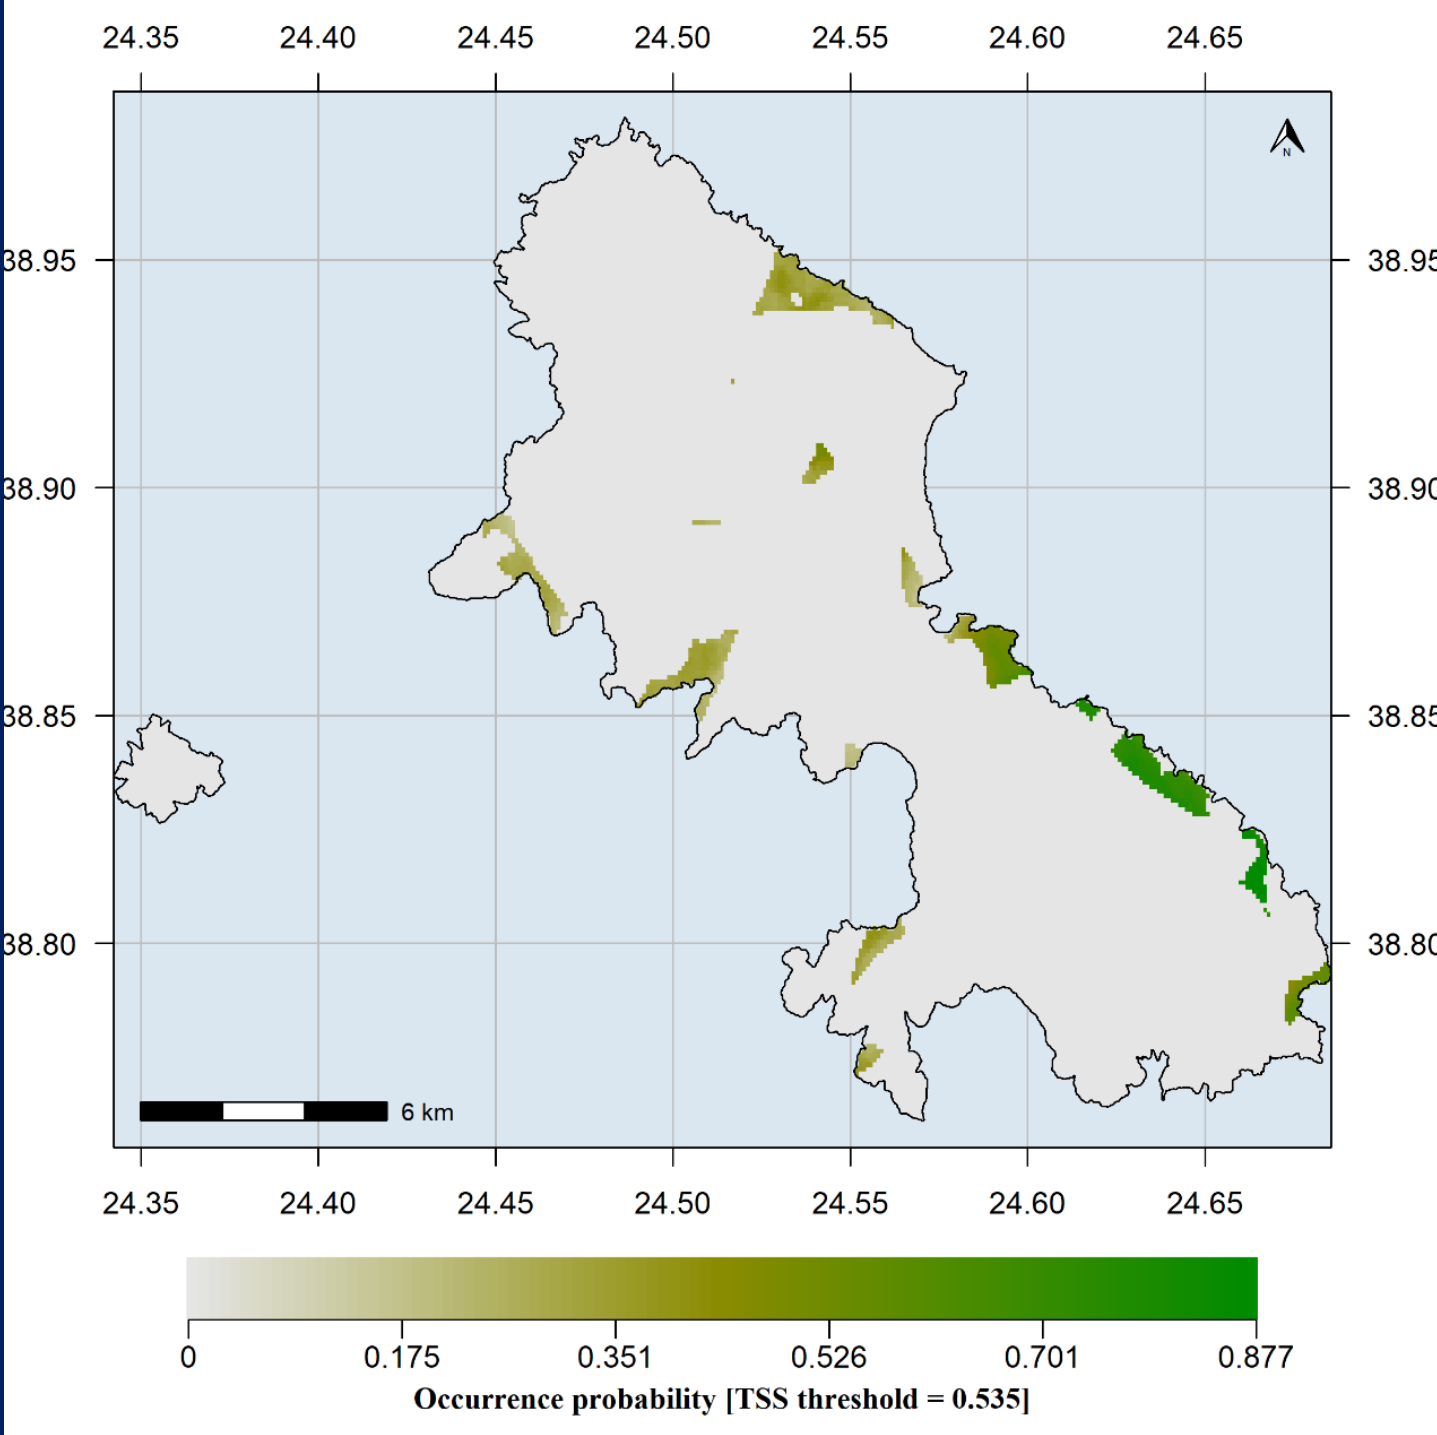 24.35 24.40 24.45 24.50 24.55 24.60 24.65
N
38.95 38.95
38.90 38.90
38.85 38.85
38.80 38.80
6 km
24.35 24.40 24.45 24.50 24.55 24.60 24.65
0 0.175 0.351 0.526 0.701 0.877
Occurrence probability [TSS threshold = 0.535]